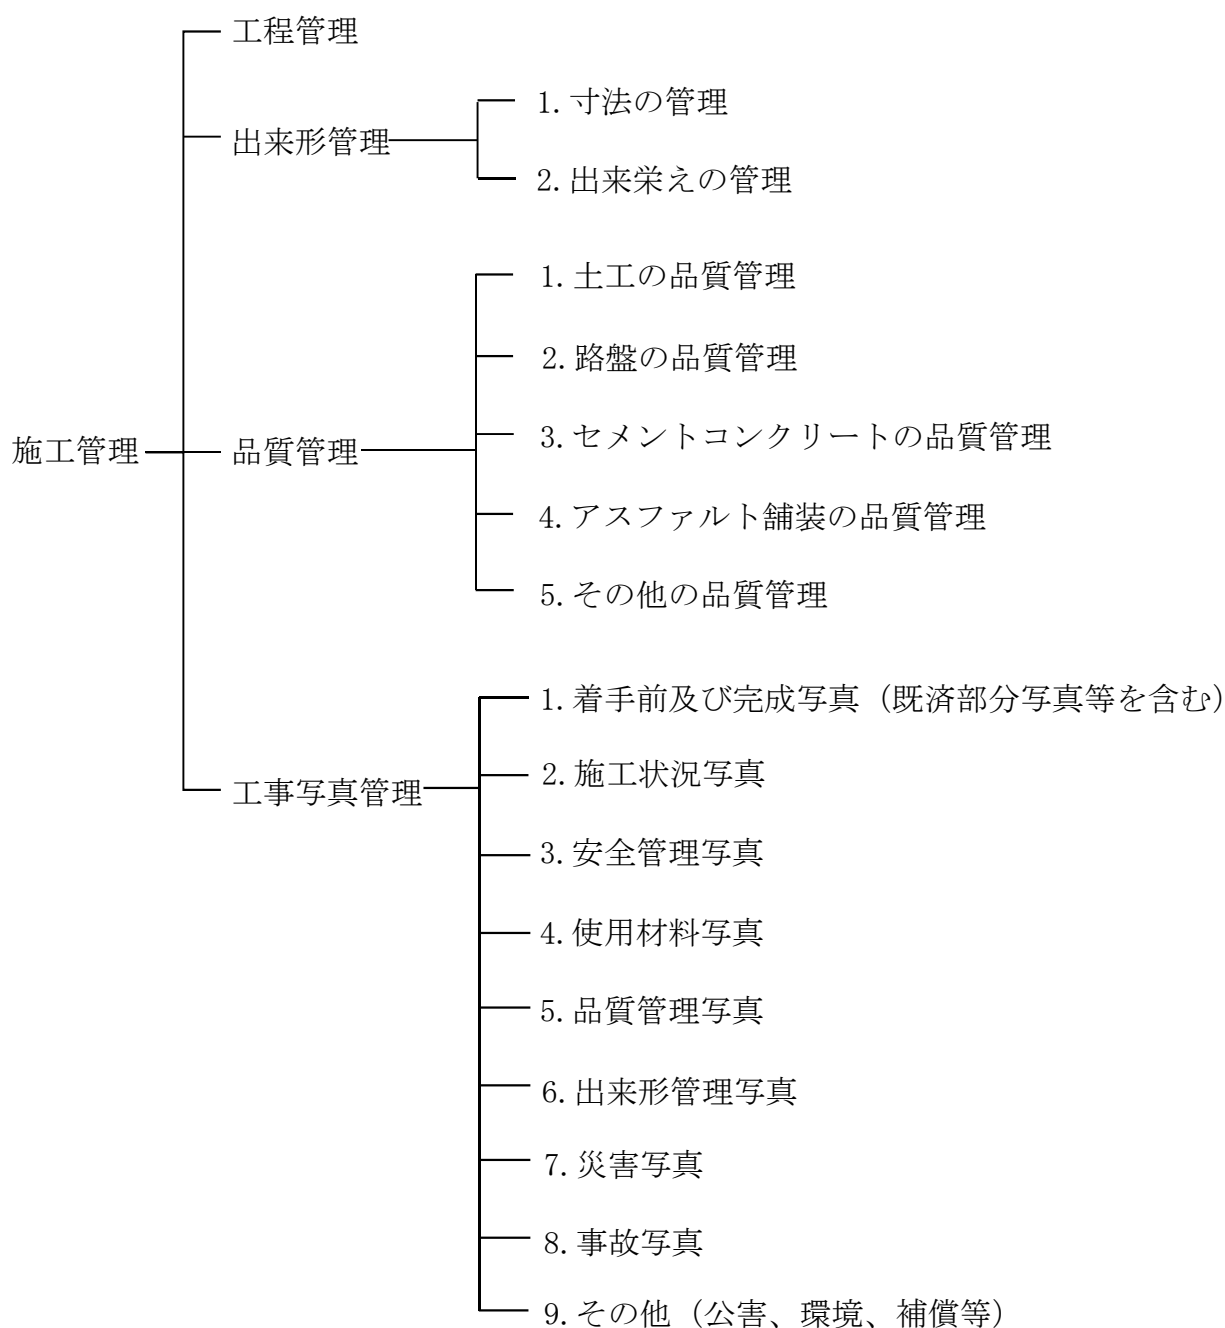 工程管理
出来形管理
1.寸法の管理
2.出来栄えの管理
施工管理
品質管理
1.土工の品質管理
2.路盤の品質管理
3.セメントコンクリートの品質管理
4.アスファルト舗装の品質管理
5.その他の品質管理
工事写真管理
1.着手前及び完成写真（既済部分写真等を含む）
2.施工状況写真
3.安全管理写真
4.使用材料写真
5.品質管理写真
6.出来形管理写真
7.災害写真
8.事故写真
9.その他（公害、環境、補償等）